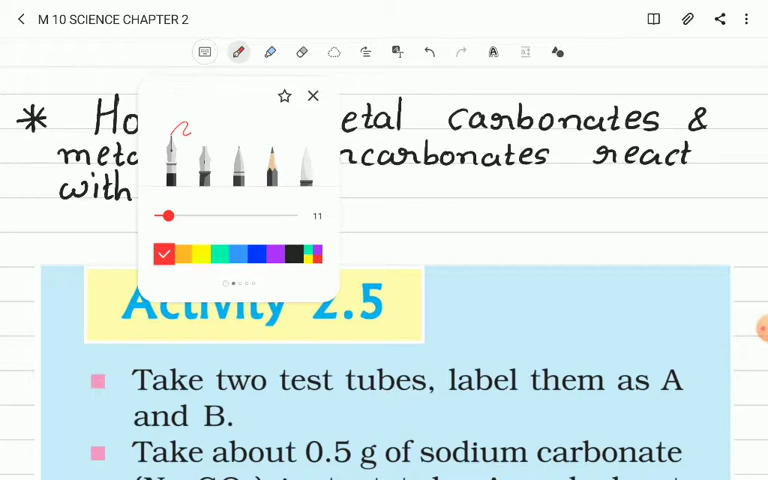 M 10 SCIENCE CHAPTER 2
etal carbonates &
react
with
11
Activity 2.5
Take two test tubes, label them as A
and B.
Take about 0.5 g of sodium carbonate